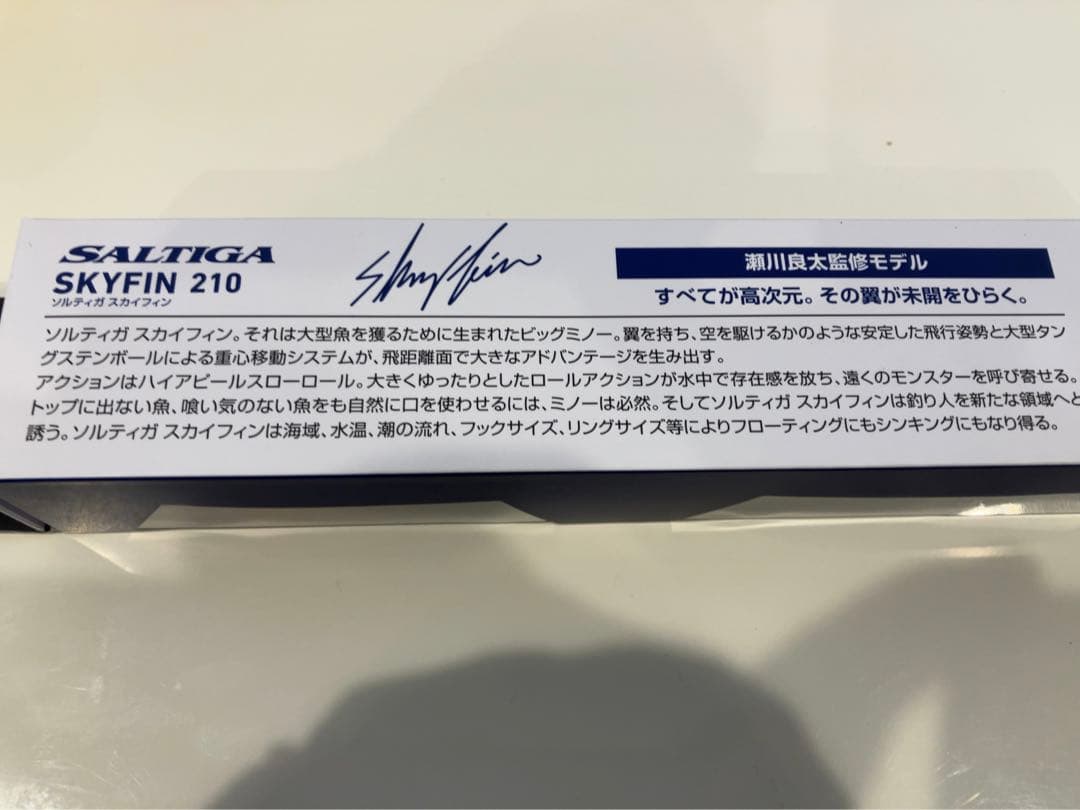 SALTIGA
SKYFIN 210
ソルティガ スカイフィン
Skyfin
瀬川良太監修モデル
すべてが高次元。その翼が未開をひらく。
ソルティガ スカイフィン。それは大型魚を獲るために生まれたビッグミノー。翼を持ち、空を駆けるかのような安定した飛行姿勢と大型タン
グステンボールによる重心移動システムが、飛距離面で大きなアドバンテージを生み出す。
アクションはハイアピールスローロール。大きくゆったりとしたロールアクションが水中で存在感を放ち、遠くのモンスターを呼び寄せる。
トップに出ない魚、喰い気のない魚をも自然に口を使わせるには、ミノーは必然。そしてソルティガ スカイフィンは釣り人を新たな領域へと
誘う。ソルティガ スカイフィンは海域、水温、潮の流れ、フックサイズ、リングサイズ等によりフローティングにもシンキングにもなり得る。